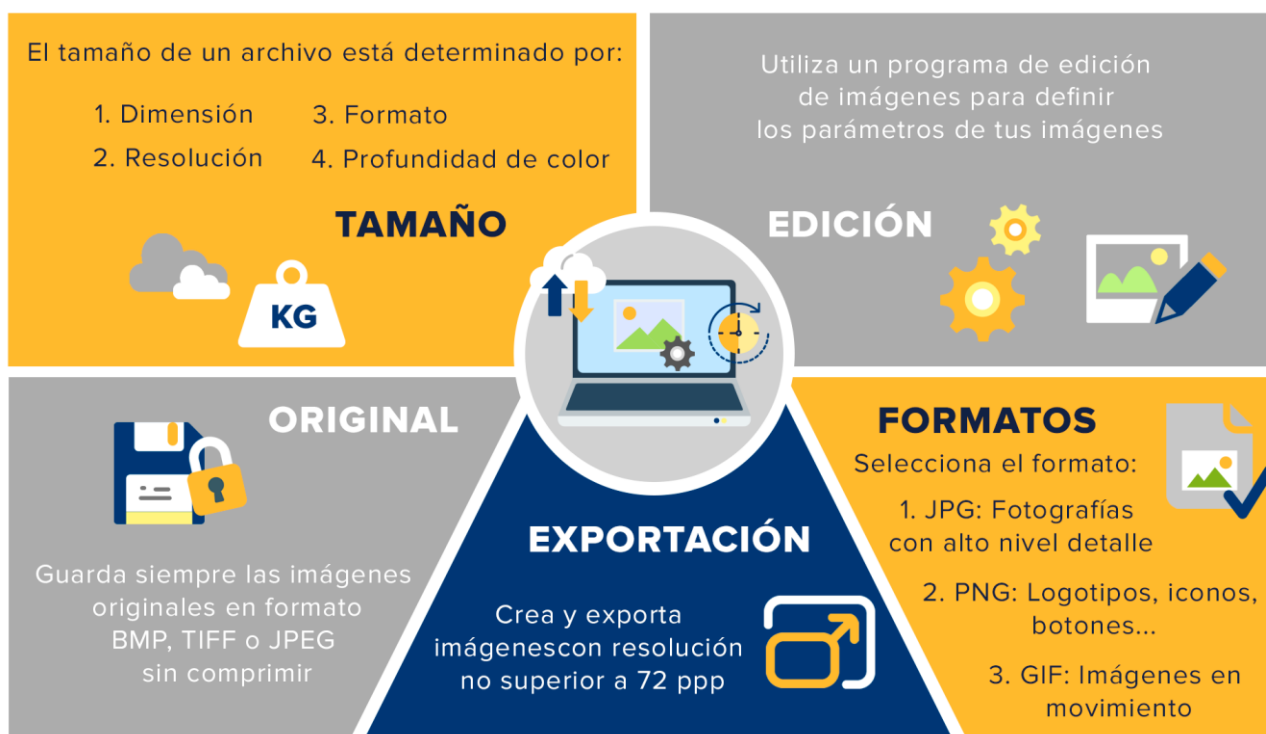 El tamaño de un archivo está determinado por:
1. Dimensión
2. Resolución
3. Formato
4. Profundidad de color
TAMAÑO
KG
Utiliza un programa de edición
de imágenes para definir
los parámetros de tus imágenes
EDICIÓN
ORIGINAL
Guarda siempre las imágenes
originales en formato
BMP, TIFF o JPEG
sin comprimir
EXPORTACIÓN
Crea y exporta
imágenescon resolución
no superior a 72 ppp
FORMATOS
Selecciona el formato:
1. JPG: Fotografías
con alto nivel detalle
2. PNG: Logotipos, iconos,
botones...
3. GIF: Imágenes en
movimiento